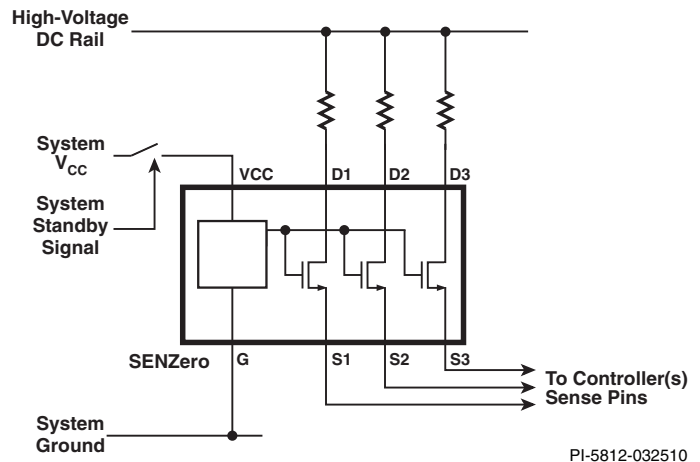 High-Voltage
DC Rail
System
VCC
System
Standby
Signal
VCC
D1
D2
D3
SENZero
G
S1
S2
S3
To Controller(s)
Sense Pins
System
Ground
PI-5812-032510